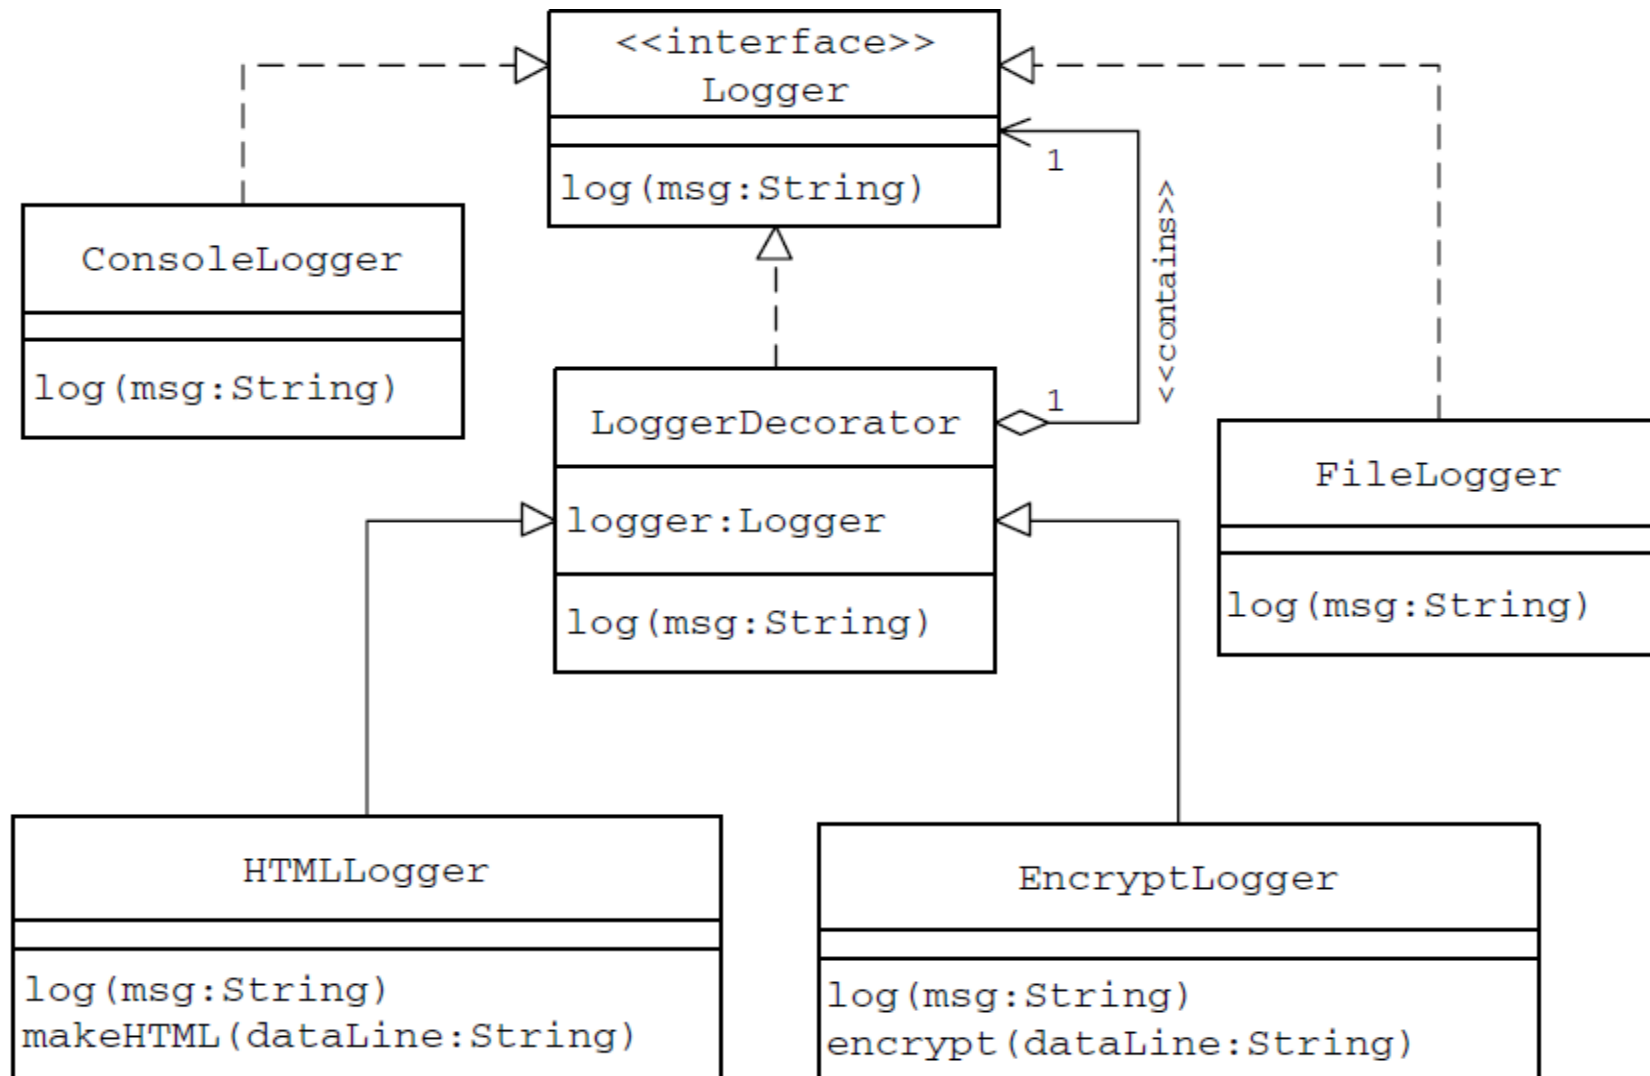 <<interface>>
Logger
log(msg:String)
1
<<contains>>
ConsoleLogger
log(msg:String)
LoggerDecorator
1
logger:Logger
log(msg:String)
FileLogger
log(msg:String)
HTMLLogger
log(msg:String)
makeHTML(dataLine:String)
EncryptLogger
log(msg:String)
encrypt(dataLine:String)